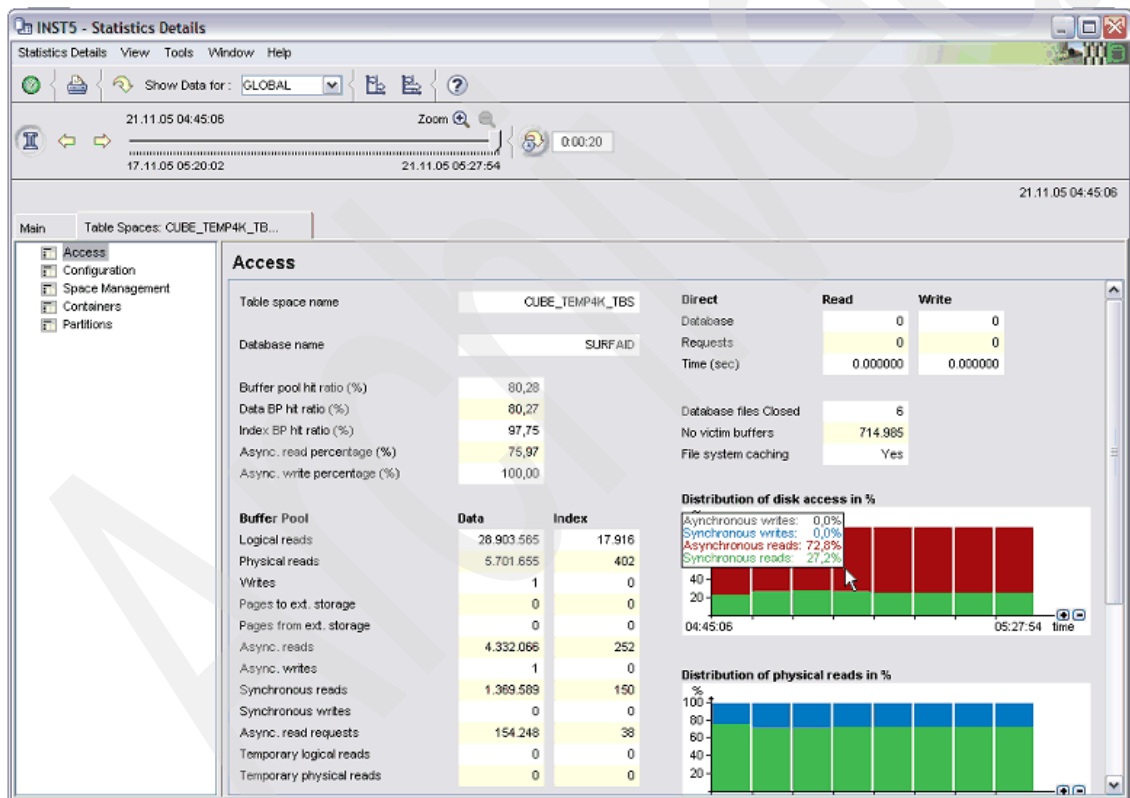 INST5 - Statistics Details
Statistics Details View Tools Window Help
Show Data for : GLOBAL
21.11.05 04:45:06 Zoom
0:00:20
17.11.05 05:20:02 21.11.05 05:27:54
21.11.05 04:45:06
Main Table Spaces: CUBE_TEMP4K_TB...
Access
Configuration
Space Management
Containers
Partitions
Access
Table space name CUBE_TEMP4K_TBS
Database name SURFAID
Buffer pool hit ratio (%) 80,28
Data BP hit ratio (%) 80,27
Index BP hit ratio (%) 97,75
Async. read percentage (%) 75,97
Async. write percentage (%) 100,00
Buffer Pool Data Index
Logical reads 28.903.565 17.916
Physical reads 5.701.655 402
Writes 1 0
Pages to ext. storage 0 0
Pages from ext. storage 0 0
Async. reads 4.332.066 252
Async. writes 1 0
Synchronous reads 1.369.589 150
Synchronous writes 0 0
Async. read requests 154.248 38
Temporary logical reads 0 0
Temporary physical reads 0 0
Direct Read Write
Database 0 0
Requests 0 0
Time (sec) 0.000000 0.000000
Database files Closed 6
No victim buffers 714.985
File system caching Yes
Distribution of disk access in %
Aynchronous writes: 0,0%
Synchronous writes: 0,0%
Asynchronous reads: 72,8%
Synchronous reads: 27,2%
40
20
04:45:06 05:27:54 time
Distribution of physical reads in %
%
100
80
60
40
20